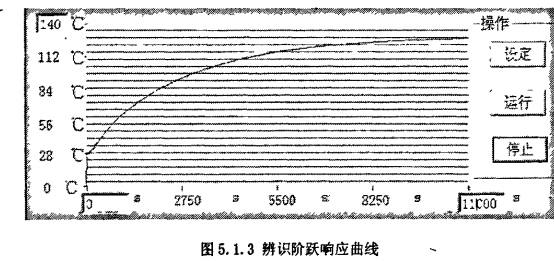 140 ℃
112 ℃
84 ℃
56 ℃
28 ℃
0 ℃
0 s 2750 s 5500 s 8250 s 11000 s
操作
设定
运行
停止
图5.1.3 辨识阶跃响应曲线